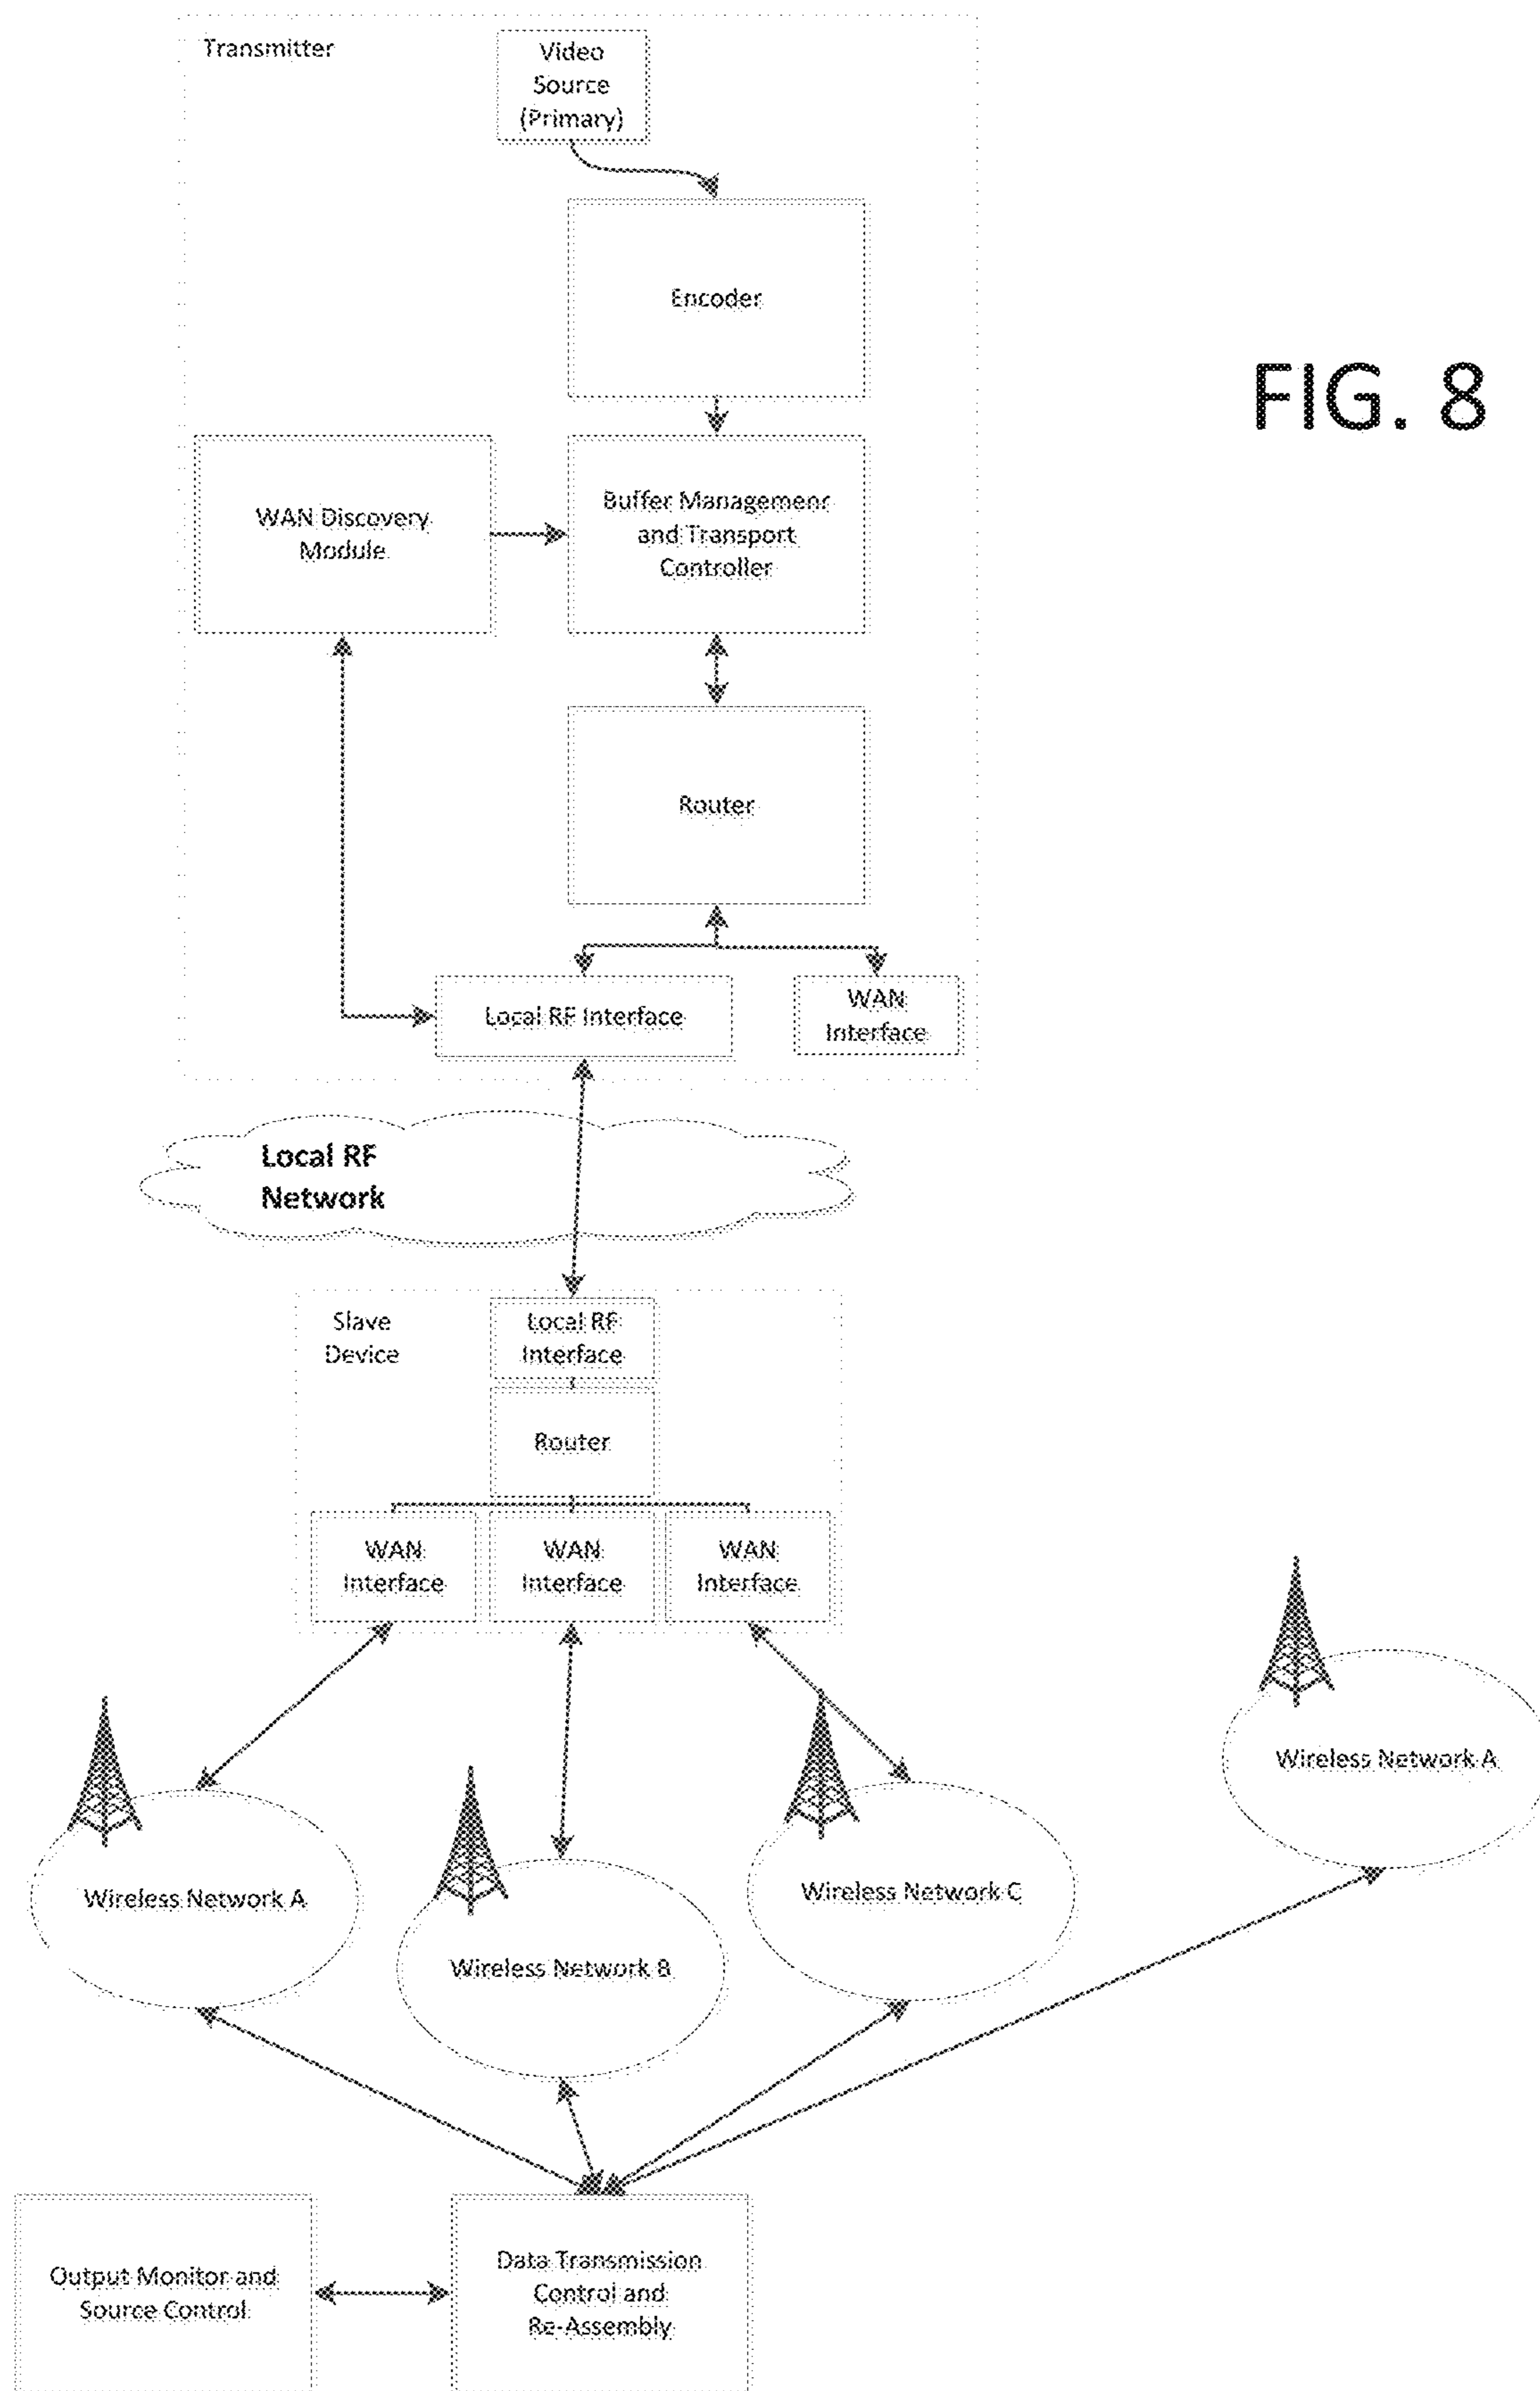 Transmitter
Video
Source
(Primary)
Encoder
FIG. 8
WAN Discovery
Module
Buffer Management
and Transport
Controller
Router
Local RF Interface
WAN
Interface
Local RF
Network
Slave
Device
Local RF
Interface
Router
WAN
Interface
WAN
Interface
WAN
Interface
Wireless Network A
Wireless Network A
Wireless Network B
Wireless Network C
Output Monitor and
Source Control
Data Transmission
Control and
Re-Assembly